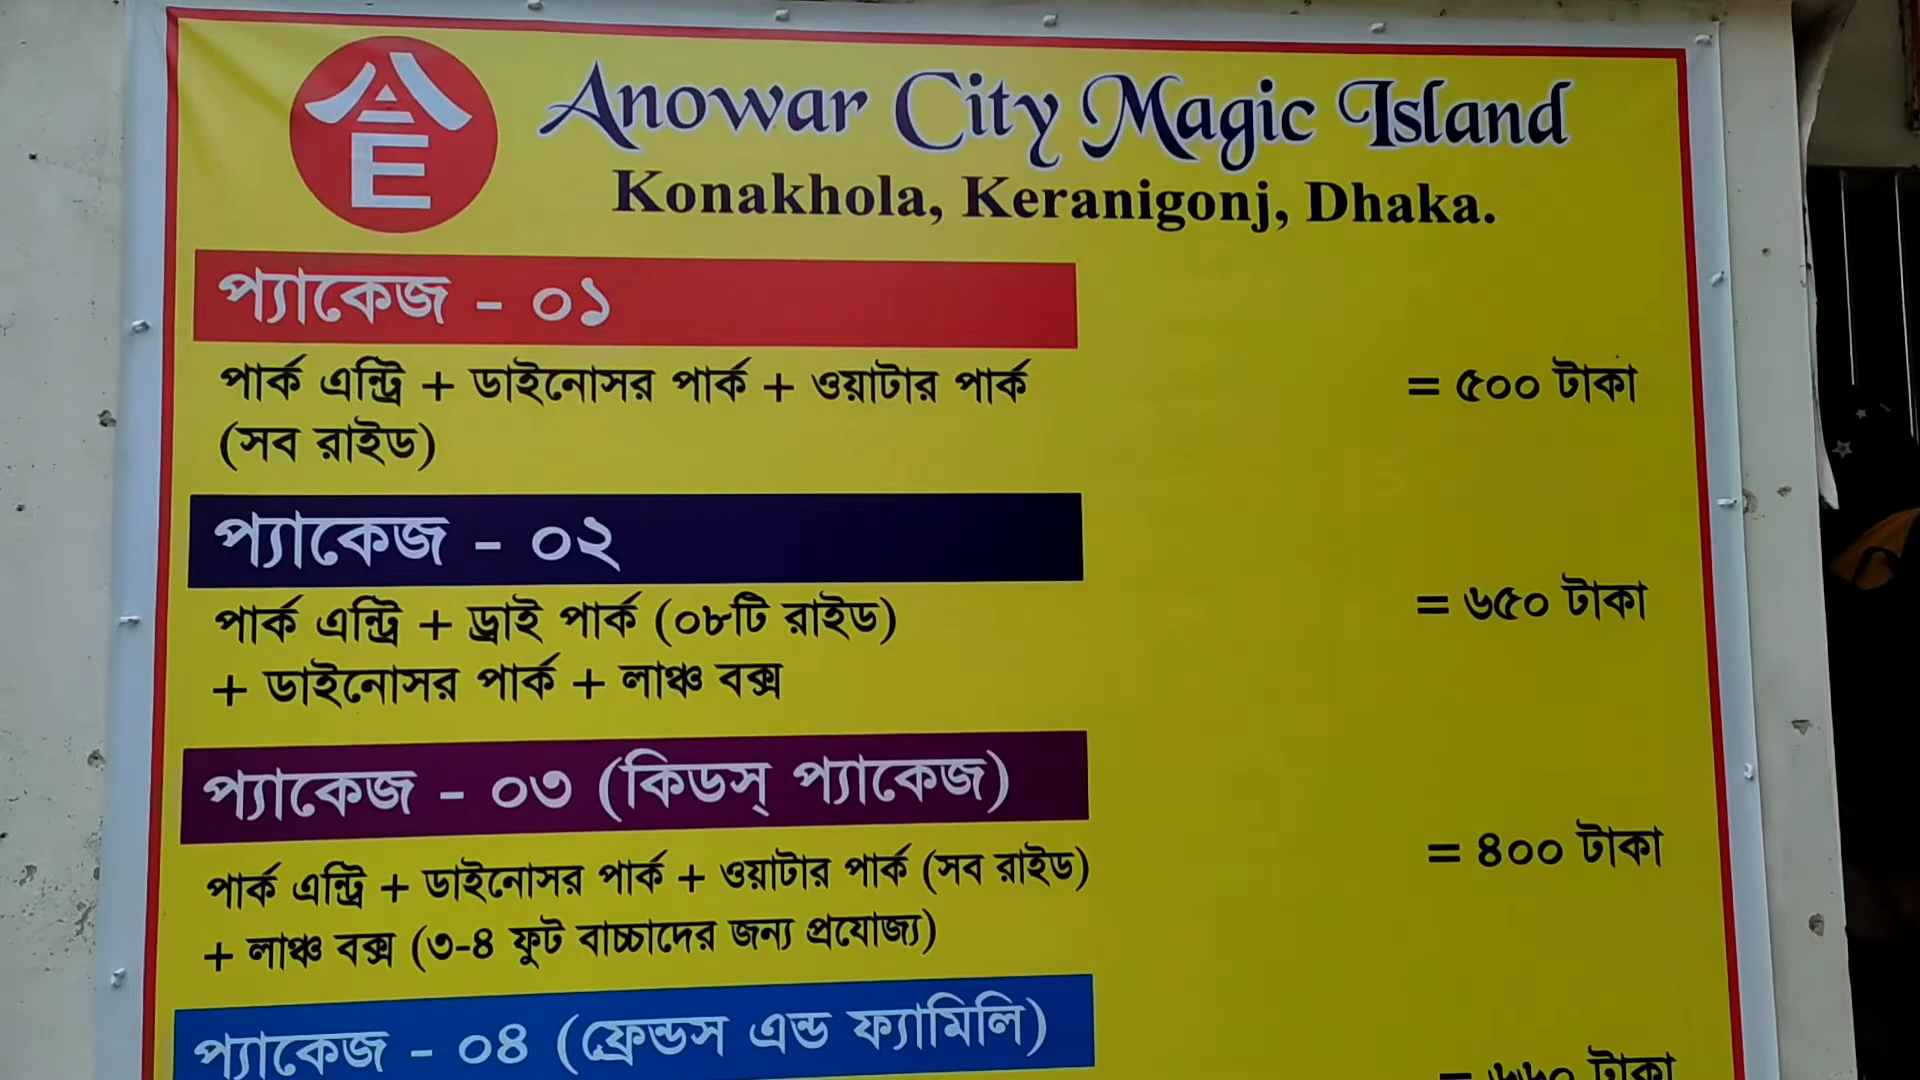 AE
Anowar City Magic Island
Konakhola, Keranigonj, Dhaka.
প্যাকেজ - ০১
পার্ক এন্ট্রি + ডাইনোসর পার্ক + ওয়াটার পার্ক = ৫০০ টাকা
(সব রাইড)
প্যাকেজ - ০২
পার্ক এন্ট্রি + ড্রাই পার্ক (০৮টি রাইড) = ৬৫০ টাকা
+ ডাইনোসর পার্ক + লাঞ্চ বক্স
প্যাকেজ - ০৩ (কিডস্ প্যাকেজ)
পার্ক এন্ট্রি + ডাইনোসর পার্ক + ওয়াটার পার্ক (সব রাইড) = ৪০০ টাকা
+ লাঞ্চ বক্স (৩-৪ ফুট বাচ্চাদের জন্য প্রযোজ্য)
প্যাকেজ - ০৪ (ফ্রেন্ডস এন্ড ফ্যামিলি)
টাকা